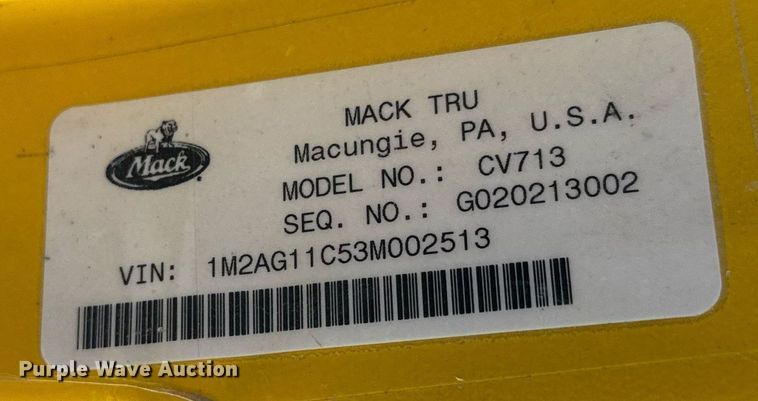 MACK TRU
Macungie, PA, U.S.A.
MODEL NO.: CV713
SEQ. NO.: G020213002
Mack
VIN: 1M2AG11C53M002513
Purple Wave Auction